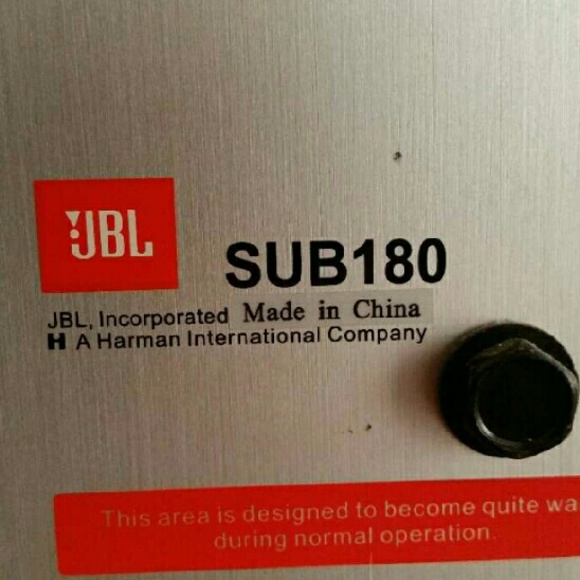 JBL
SUB180
JBL, Incorporated Made in China
H A Harman International Company
This area is designed to become quite wa
during normal operation.